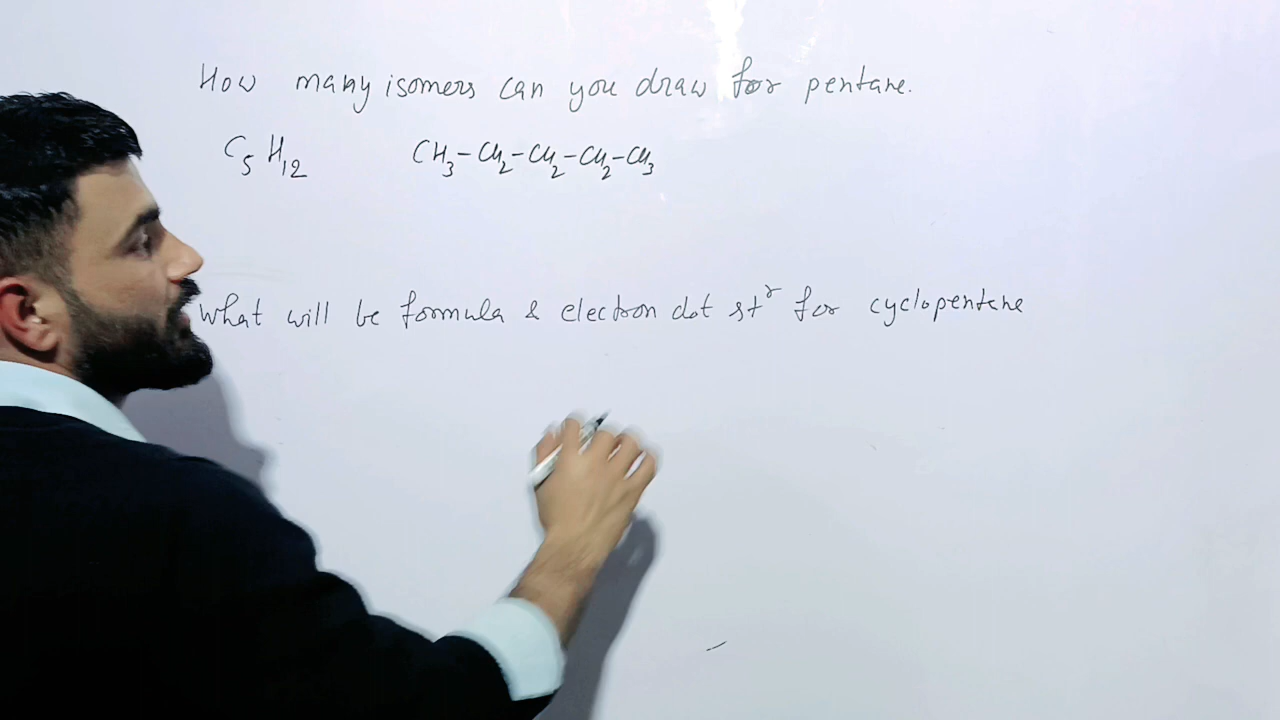 How many isomers can you draw for pentane.
C5H12 CH3-CH2-CH2-CH2-CH3
What will be formula & electron dot str for cyclopentane